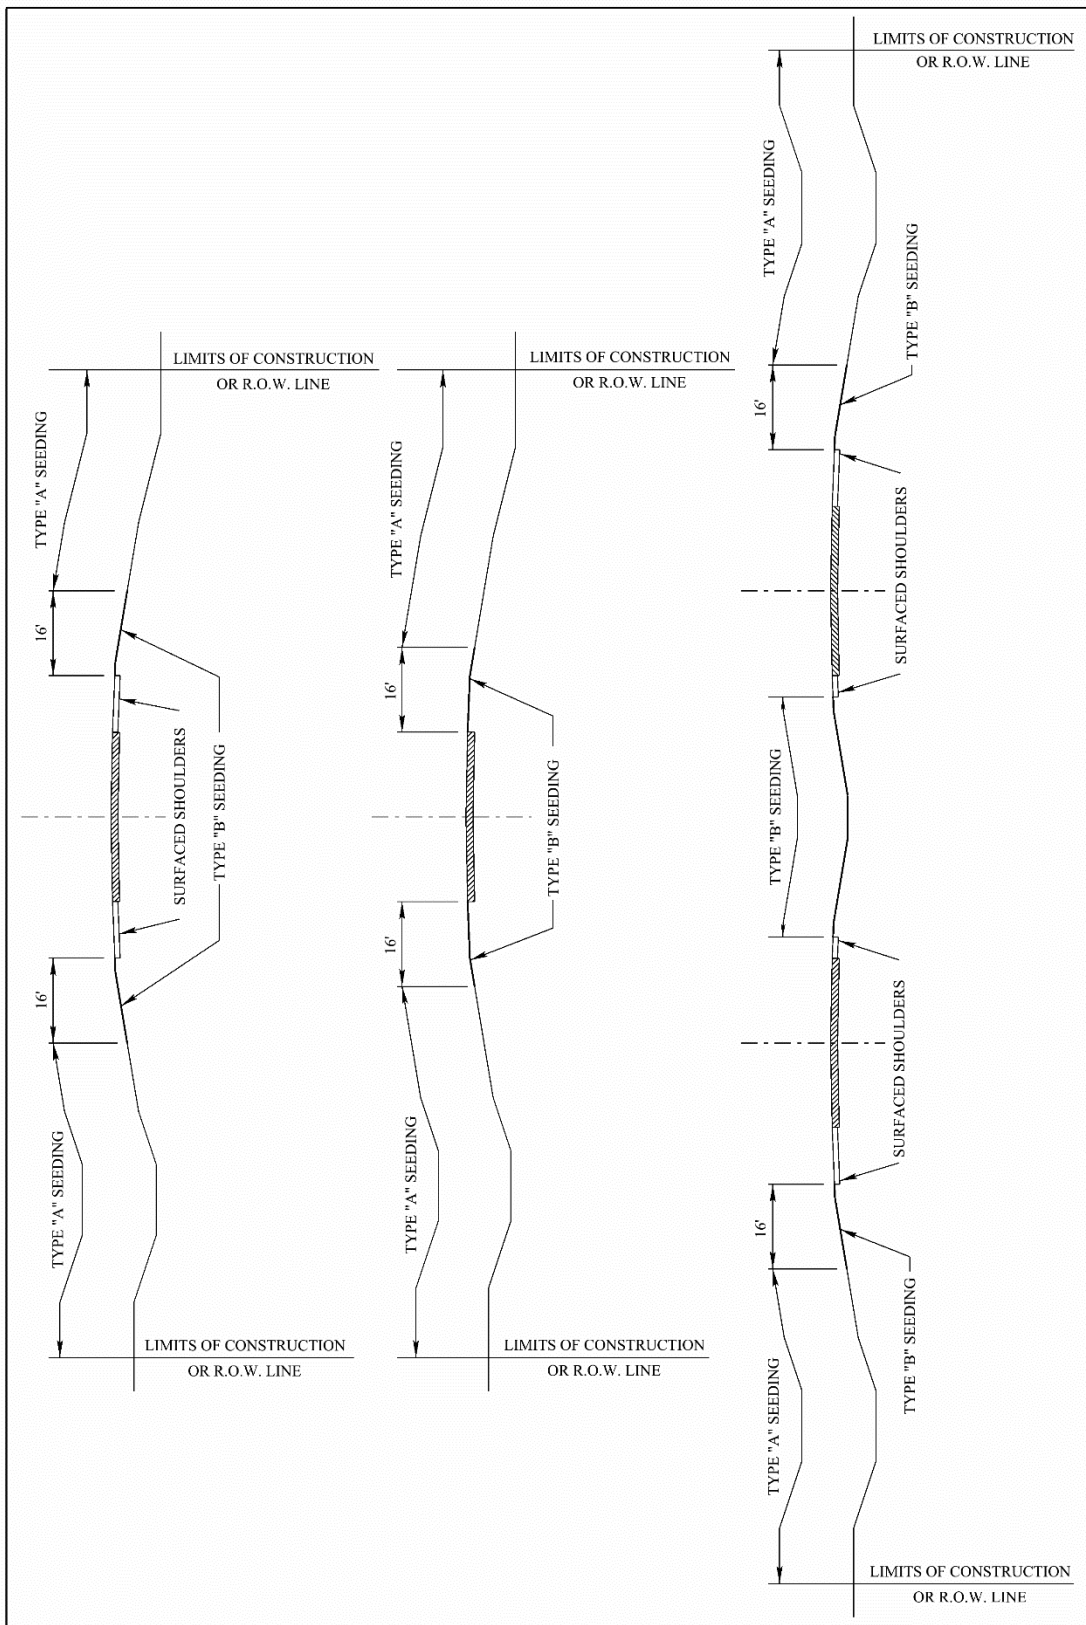 LIMITS OF CONSTRUCTION
OR R.O.W. LINE
TYPE "A" SEEDING
16'
TYPE "B" SEEDING
SURFACED SHOULDERS
16'
TYPE "A" SEEDING
LIMITS OF CONSTRUCTION
OR R.O.W. LINE
LIMITS OF CONSTRUCTION
OR R.O.W. LINE
TYPE "A" SEEDING
16'
TYPE "B" SEEDING
16'
TYPE "A" SEEDING
LIMITS OF CONSTRUCTION
OR R.O.W. LINE
LIMITS OF CONSTRUCTION
OR R.O.W. LINE
TYPE "A" SEEDING
TYPE "B" SEEDING
16'
SURFACED SHOULDERS
TYPE "B" SEEDING
SURFACED SHOULDERS
16'
TYPE "B" SEEDING
TYPE "A" SEEDING
LIMITS OF CONSTRUCTION
OR R.O.W. LINE